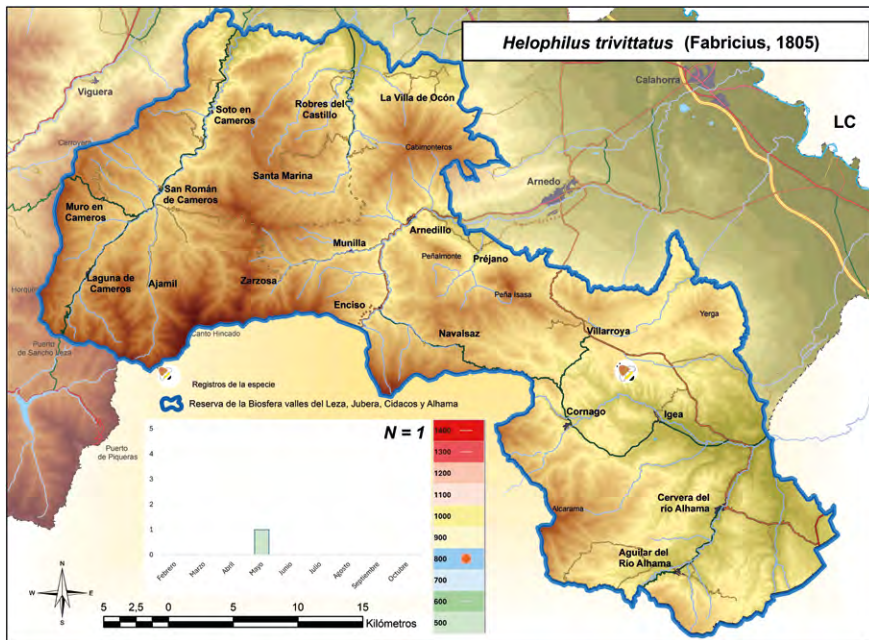 Helophilus trivittatus (Fabricius, 1805)
Calahorra
LC
Viguera
Soto en
Cameros
Robres del
Castillo
La Villa de Ocón
Cabimonteros
Santa Marina
Arnedo
San Román
de Cameros
Muro en
Cameros
Arnedillo
Munilla
Peñalmonte
Préjano
Laguna de
Cameros
Ajamil
Zarzosa
Peña Isasa
Enciso
Navalsaz
Villarroya
Yerga
Puerto
de Sancho Leza
Canto Hincado
Registros de la especie
Reserva de la Biosfera valles del Leza, Jubera, Cidacos y Alhama
Cornago
Igea
Puerto
de Piqueras
N = 1
5
4
3
2
1
0
Febrero
Marzo
Abril
Mayo
Junio
Julio
Agosto
Septiembre
Octubre
1400
1300
1200
1100
1000
900
800
700
600
500
Alcarama
Cervera del
río Alhama
Aguilar del
Río Alhama
N
W E
S
5 2,5 0 5 10 15
Kilómetros